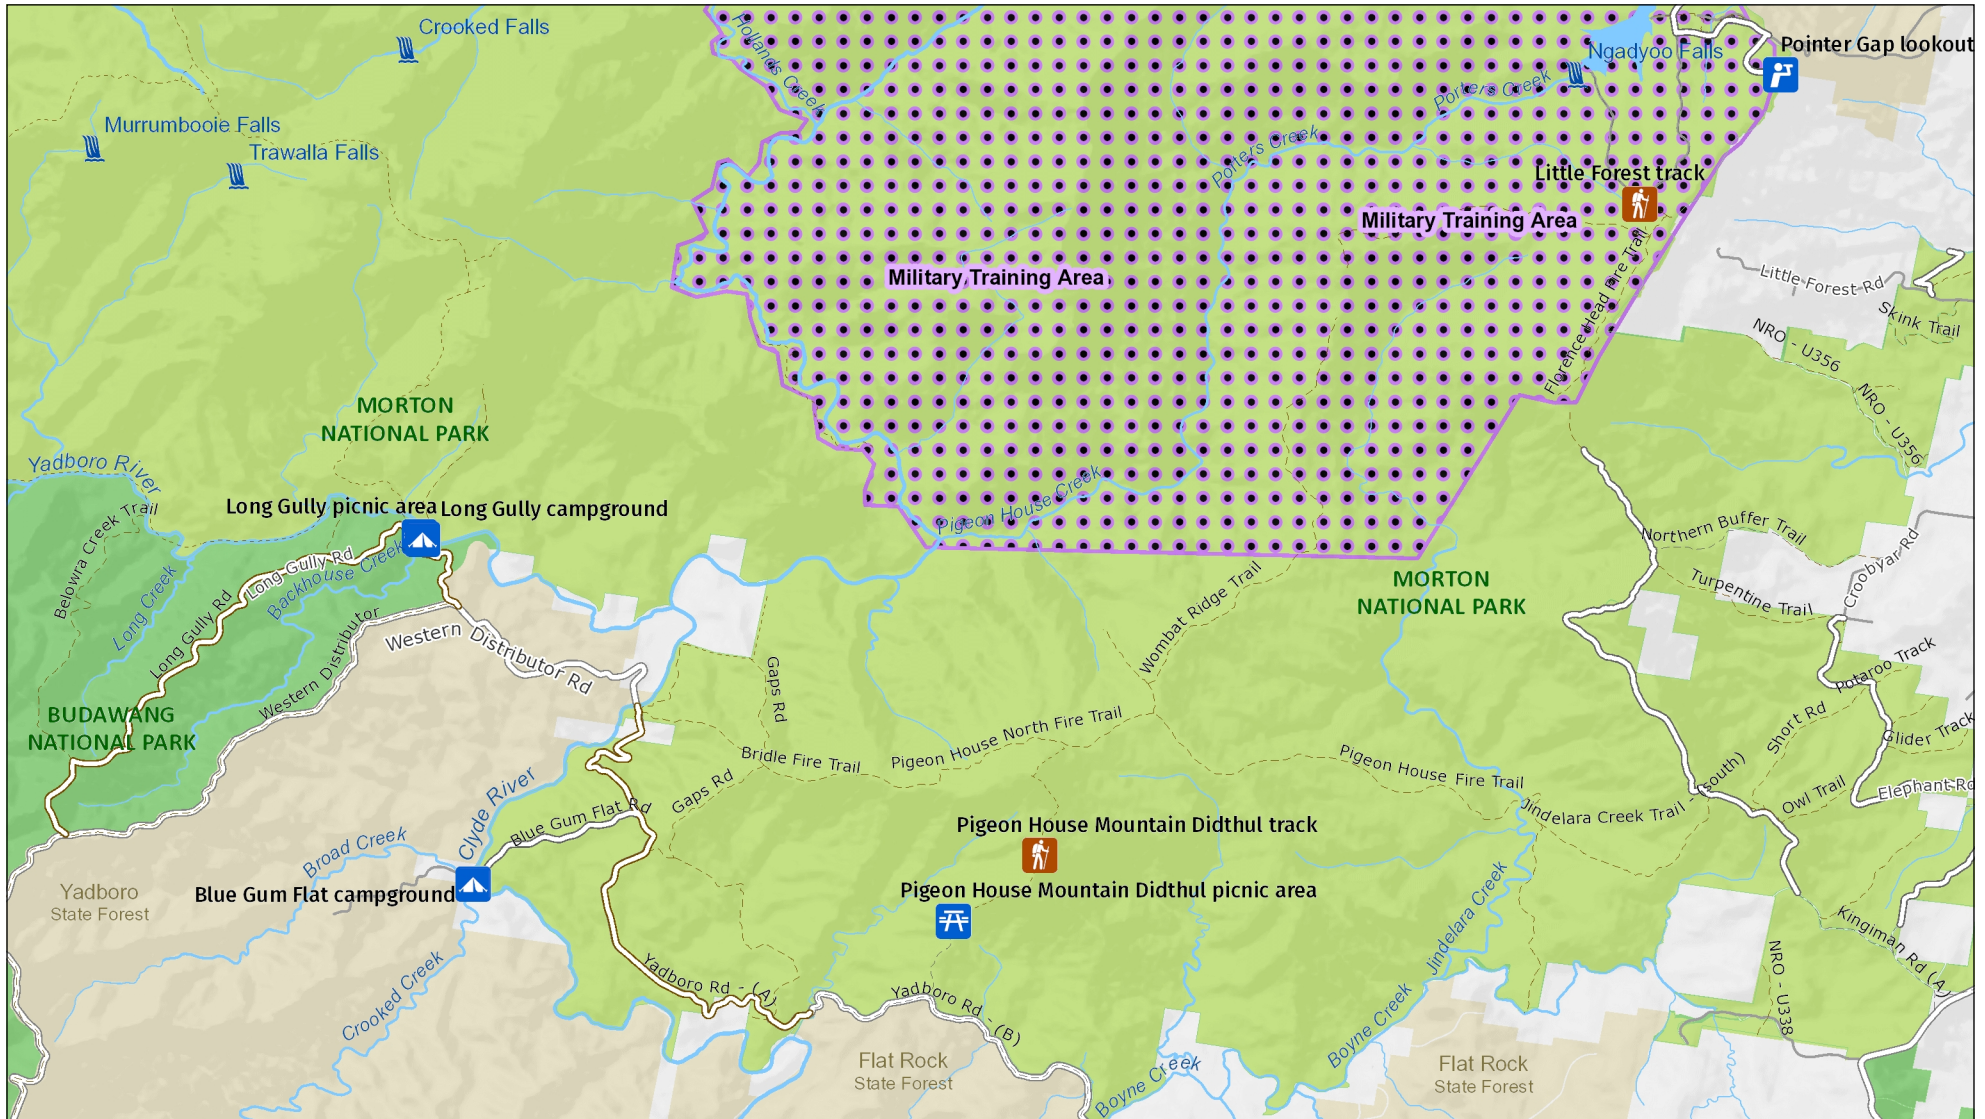 Crooked Falls
Hollands Creek
Ngadyoo Falls
Pointer Gap lookout
Porters Creek
Murrumbooie Falls
Trawalla Falls
Porters Creek
Little Forest track
Military Training Area
Military Training Area
Florence Head Fire Trail
Little Forest Rd
Skink Trail
NRO - U356
NRO - U356
MORTON
NATIONAL PARK
Yadboro River
Long Gully picnic area
Long Gully campground
Pigeon House Creek
Belowra Creek Trail
Long Creek
Long Gully Rd
Backhouse Creek
Long Gully Rd
Western Distributor
Western Distributor Rd
Northern Buffer Trail
Croobyar Rd
Turpentine Trail
MORTON
NATIONAL PARK
Wombat Ridge Trail
Potaroo Track
Gaps Rd
BUDAWANG
NATIONAL PARK
Pigeon House North Fire Trail
Bridle Fire Trail
Pigeon House Fire Trail
Short Rd
Glider Track
Gaps Rd
Clyde River
Blue Gum Flat Rd
Jindelara Creek Trail - (south)
Owl Trail
Elephant Rd
Broad Creek
Pigeon House Mountain Didthul track
Yadboro
State Forest
Blue Gum Flat campground
Pigeon House Mountain Didthul picnic area
Jindelara Creek
Kingiman Rd (A)
Crooked Creek
Yadboro Rd - (A)
Yadboro Rd - (B)
NRO - U338
Boyne Creek
Flat Rock
State Forest
Boyne Creek
Flat Rock
State Forest